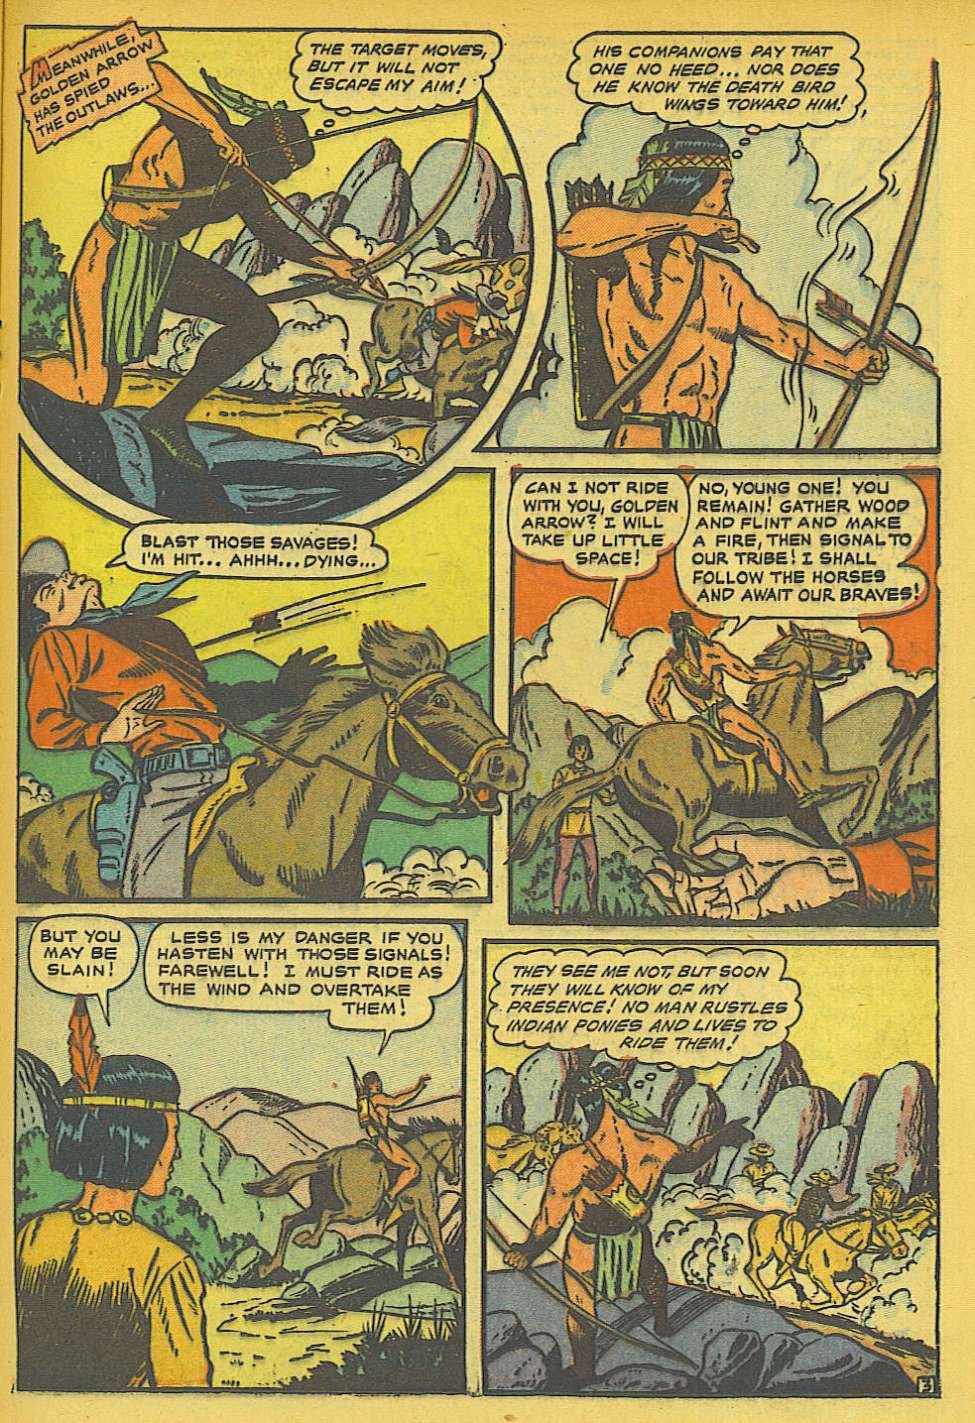 MEANWHILE,
GOLDEN ARROW
HAS SPIED
THE OUTLAWS...
THE TARGET MOVES,
BUT IT WILL NOT
ESCAPE MY AIM!
HIS COMPANIONS PAY THAT
ONE NO HEED... NOR DOES
HE KNOW THE DEATH BIRD
WINGS TOWARD HIM!
BLAST THOSE SAVAGES!
I'M HIT... AHHH... DYING...
CAN I NOT RIDE
WITH YOU, GOLDEN
ARROW? I WILL
TAKE UP LITTLE
SPACE!
NO, YOUNG ONE! YOU
REMAIN! GATHER WOOD
AND FLINT AND MAKE
A FIRE, THEN SIGNAL TO
OUR TRIBE! I SHALL
FOLLOW THE HORSES
AND AWAIT OUR BRAVES!
BUT YOU
MAY BE
SLAIN!
LESS IS MY DANGER IF YOU
HASTEN WITH THOSE SIGNALS!
FAREWELL! I MUST RIDE AS
THE WIND AND OVERTAKE
THEM!
THEY SEE ME NOT, BUT SOON
THEY WILL KNOW OF MY
PRESENCE! NO MAN RUSTLES
INDIAN PONIES AND LIVES TO
RIDE THEM!
3